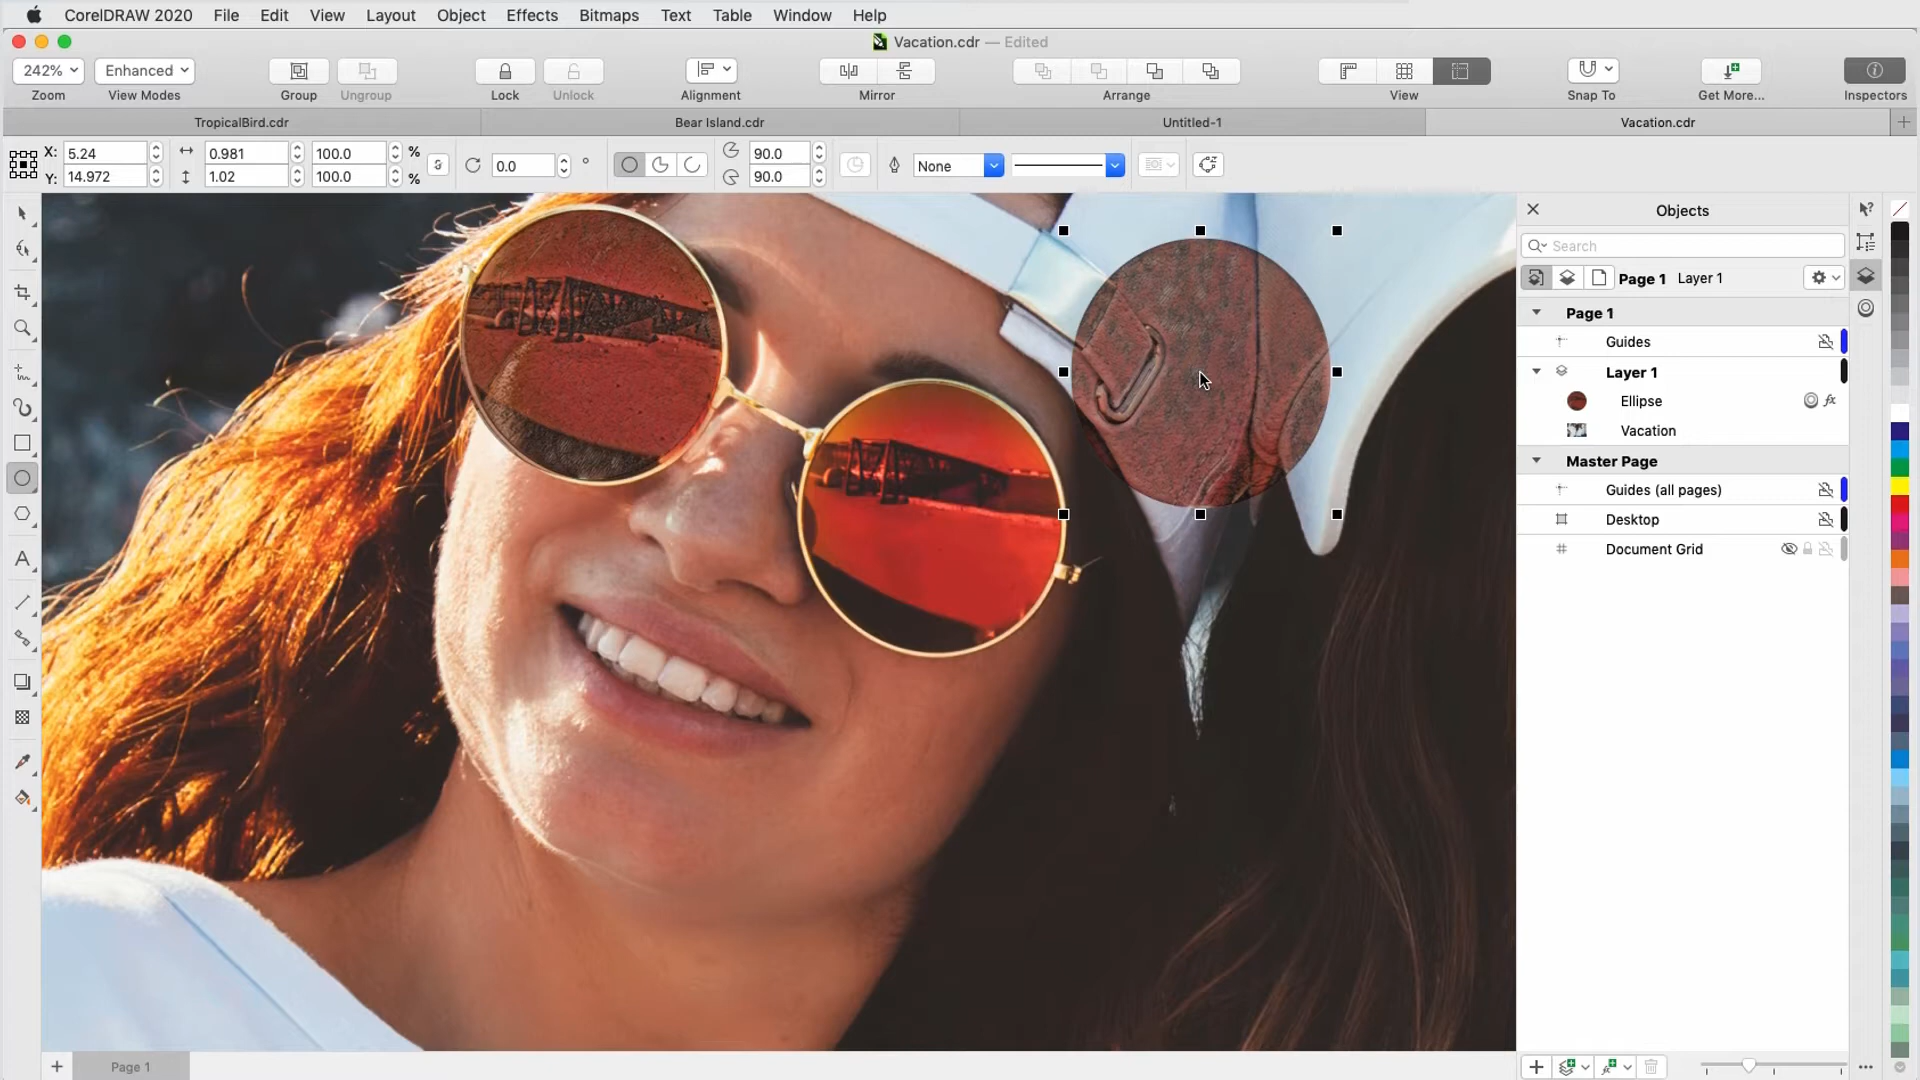 CorelDRAW 2020 File Edit View Layout Object Effects Bitmaps Text Table Window Help
Vacation.cdr — Edited
242% Enhanced
Zoom View Modes Group Ungroup Lock Unlock Alignment Mirror Arrange View Snap To Get More... Inspectors
TropicalBird.cdr Bear Island.cdr Untitled-1 Vacation.cdr +
X: 5.24 0.981 100.0 % 0.0 ° 90.0 None
Y: 14.972 1.02 100.0 % 90.0
Objects
Search
Page 1 Layer 1
Page 1
Guides
Layer 1
Ellipse fx
Vacation
Master Page
Guides (all pages)
Desktop
Document Grid
+ Page 1